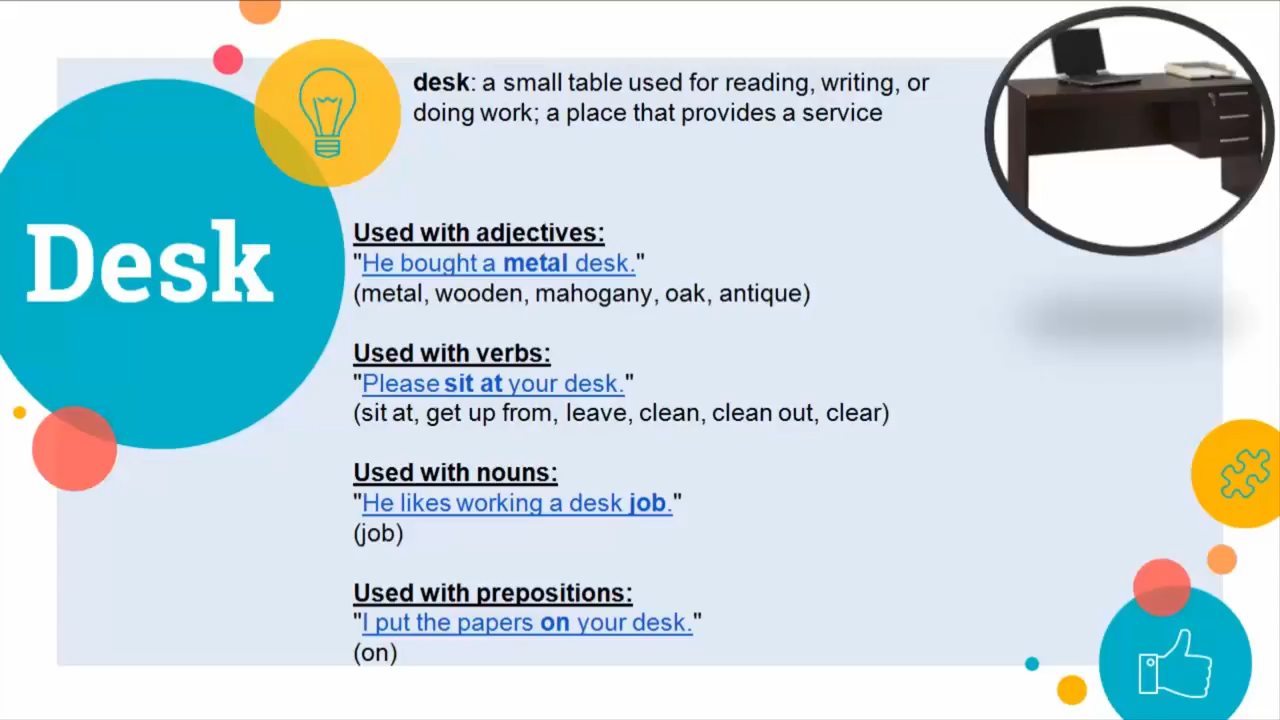 Desk
desk: a small table used for reading, writing, or
doing work; a place that provides a service
Used with adjectives:
"He bought a metal desk."
(metal, wooden, mahogany, oak, antique)
Used with verbs:
"Please sit at your desk."
(sit at, get up from, leave, clean, clean out, clear)
Used with nouns:
"He likes working a desk job."
(job)
Used with prepositions:
"I put the papers on your desk."
(on)